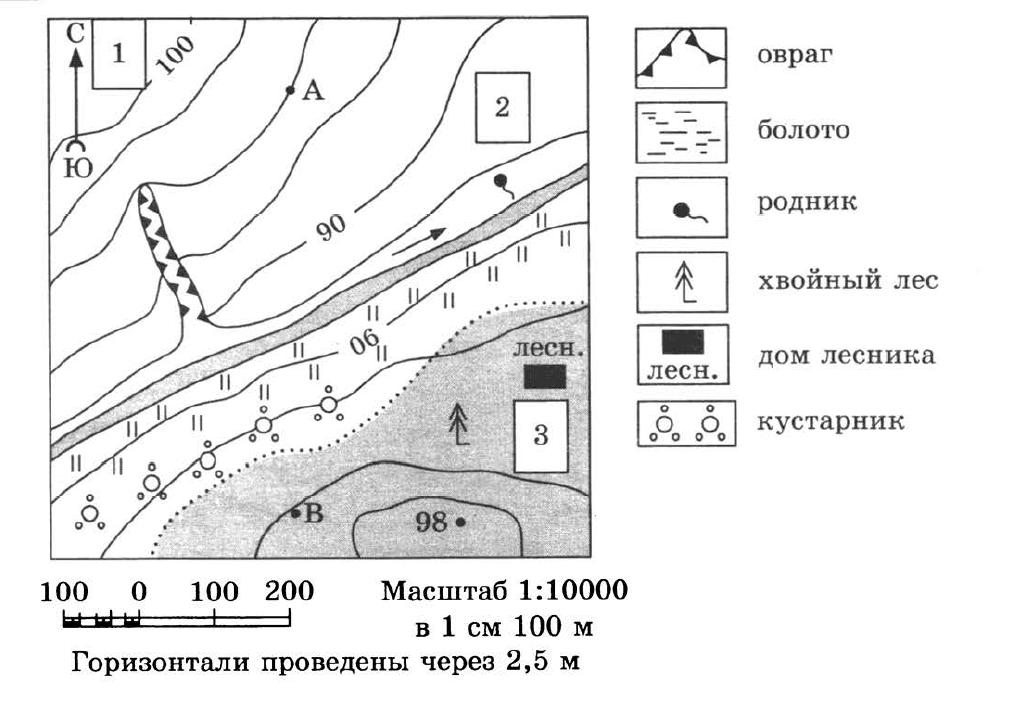 С
1
100
А
2
Ю
90
90
лесн.
3
В
98
овраг
болото
родник
хвойный лес
лесн.
дом лесника
кустарник
100 0 100 200
Масштаб 1:10000
в 1 см 100 м
Горизонтали проведены через 2,5 м